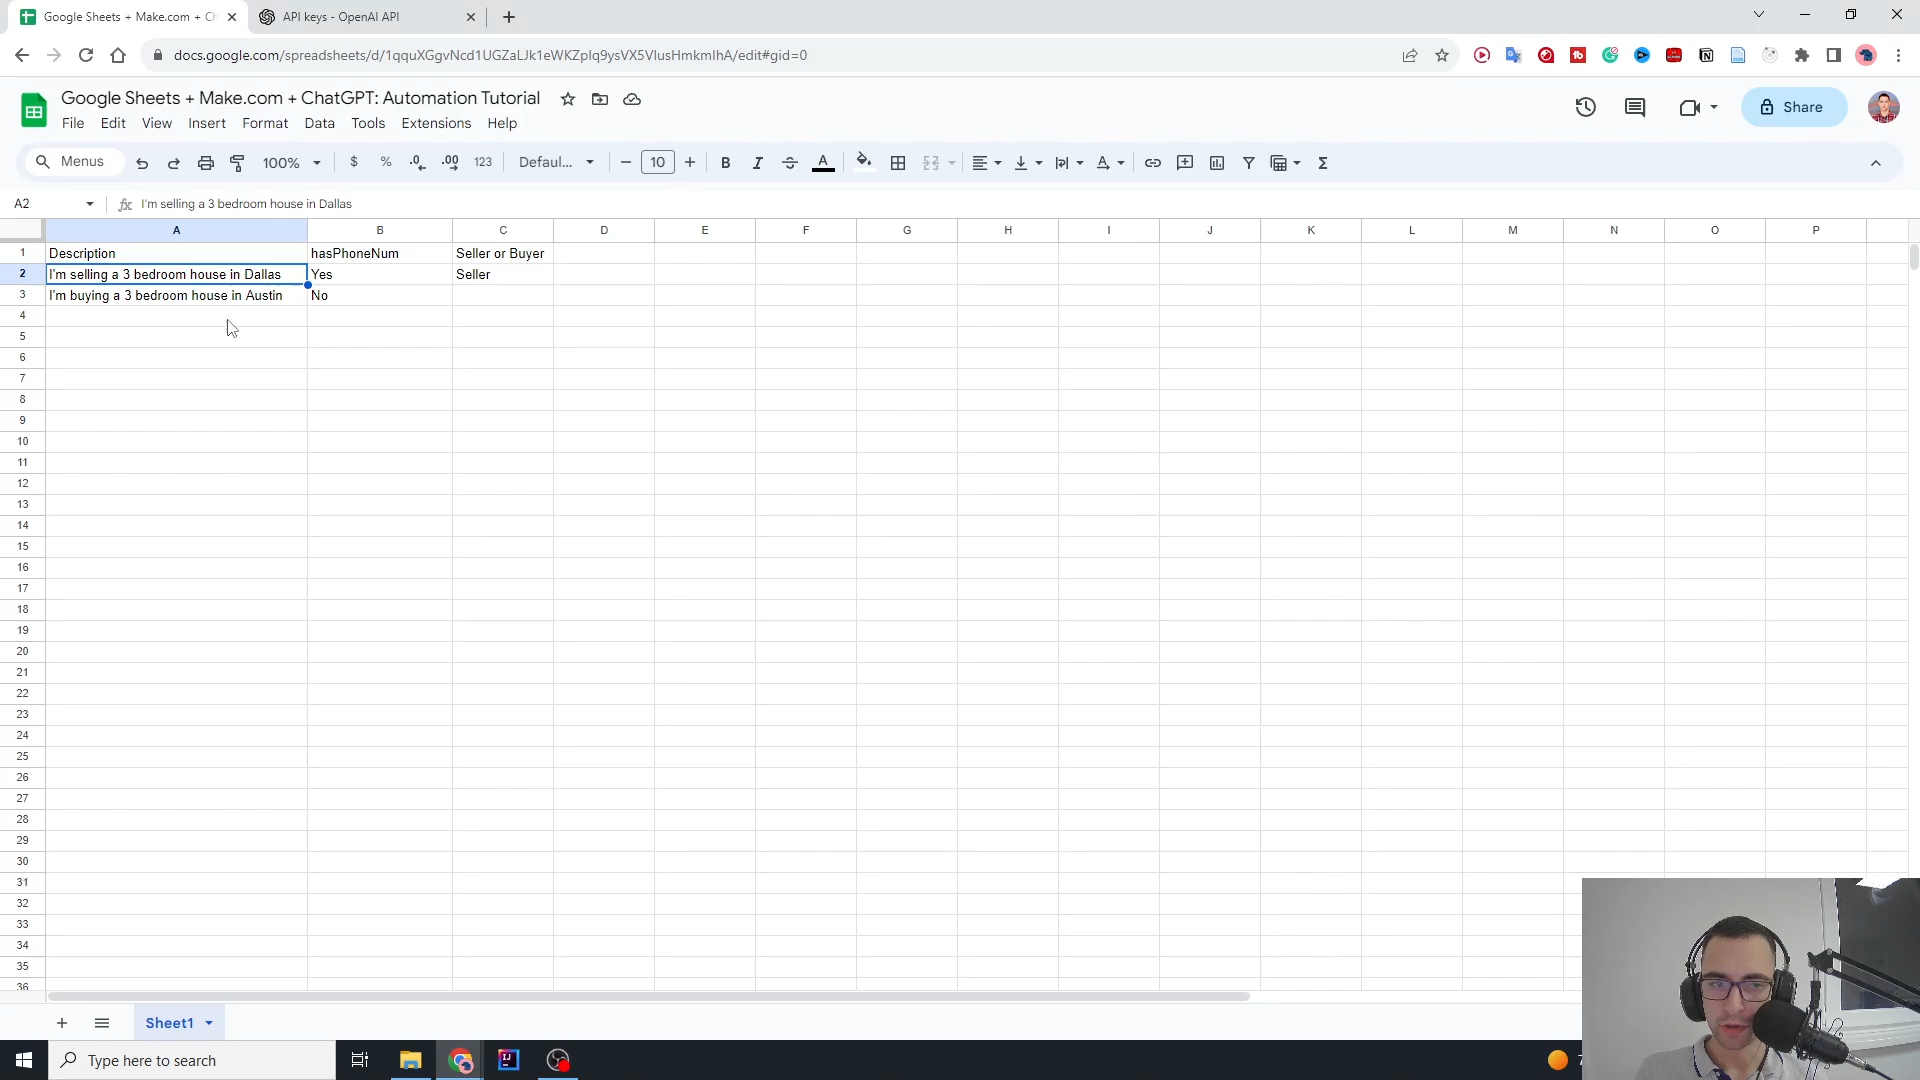 Google Sheets + Make.com + Ch
API keys - OpenAI API
docs.google.com/spreadsheets/d/1qquXGgvNcd1UGZaLJk1eWKZpIq9ysVX5VIusHmkmIhA/edit#gid=0
Google Sheets + Make.com + ChatGPT: Automation Tutorial
Share
File Edit View Insert Format Data Tools Extensions Help
Menus 100% $ % .0 .00 123 Defaul... 10 B I A
A2 fx I'm selling a 3 bedroom house in Dallas
A B C D E F G H I J K L M N O P
1 Description hasPhoneNum Seller or Buyer
2 I'm selling a 3 bedroom house in Dallas Yes Seller
3 I'm buying a 3 bedroom house in Austin No
4
5
6
7
8
9
10
11
12
13
14
15
16
17
18
19
20
21
22
23
24
25
26
27
28
29
30
31
32
33
34
35
36
Sheet1
Type here to search